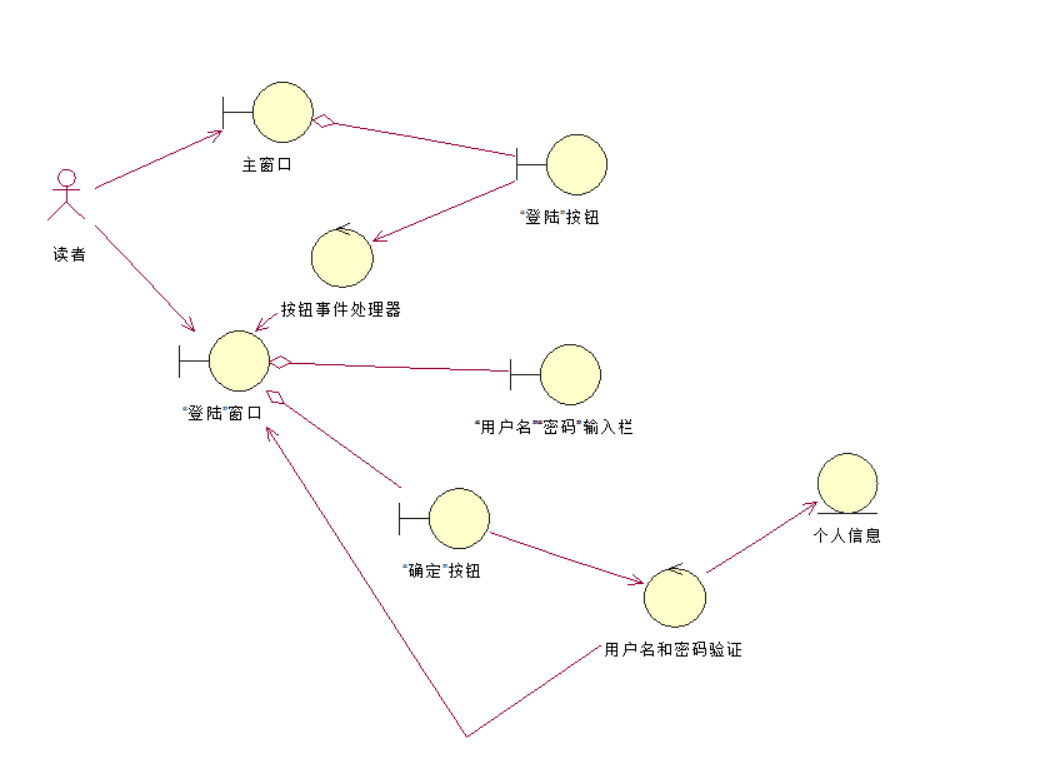 主窗口
“登陆”按钮
读者
按钮事件处理器
“登陆”窗口
“用户名”“密码”输入栏
个人信息
“确定”按钮
用户名和密码验证